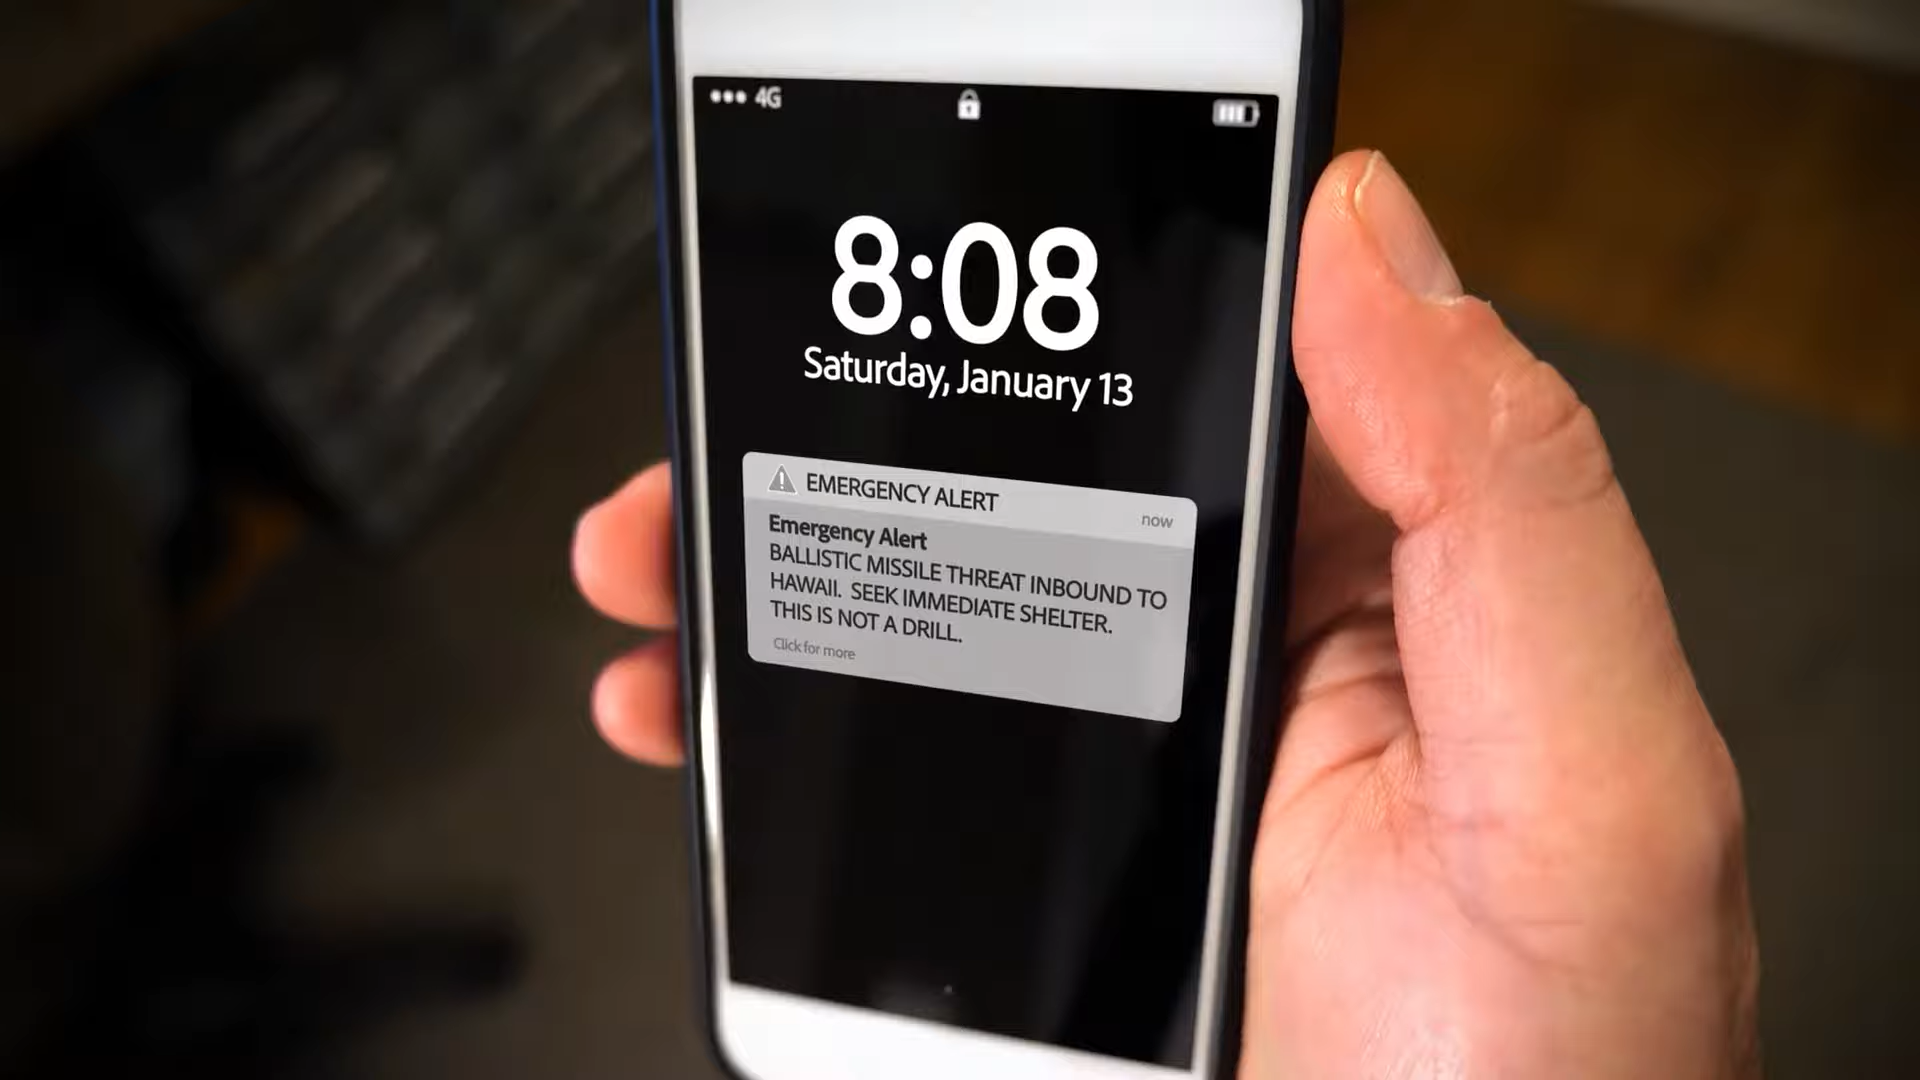 4G
8:08
Saturday, January 13
EMERGENCY ALERT
now
Emergency Alert
BALLISTIC MISSILE THREAT INBOUND TO
HAWAII. SEEK IMMEDIATE SHELTER.
THIS IS NOT A DRILL.
Click for more